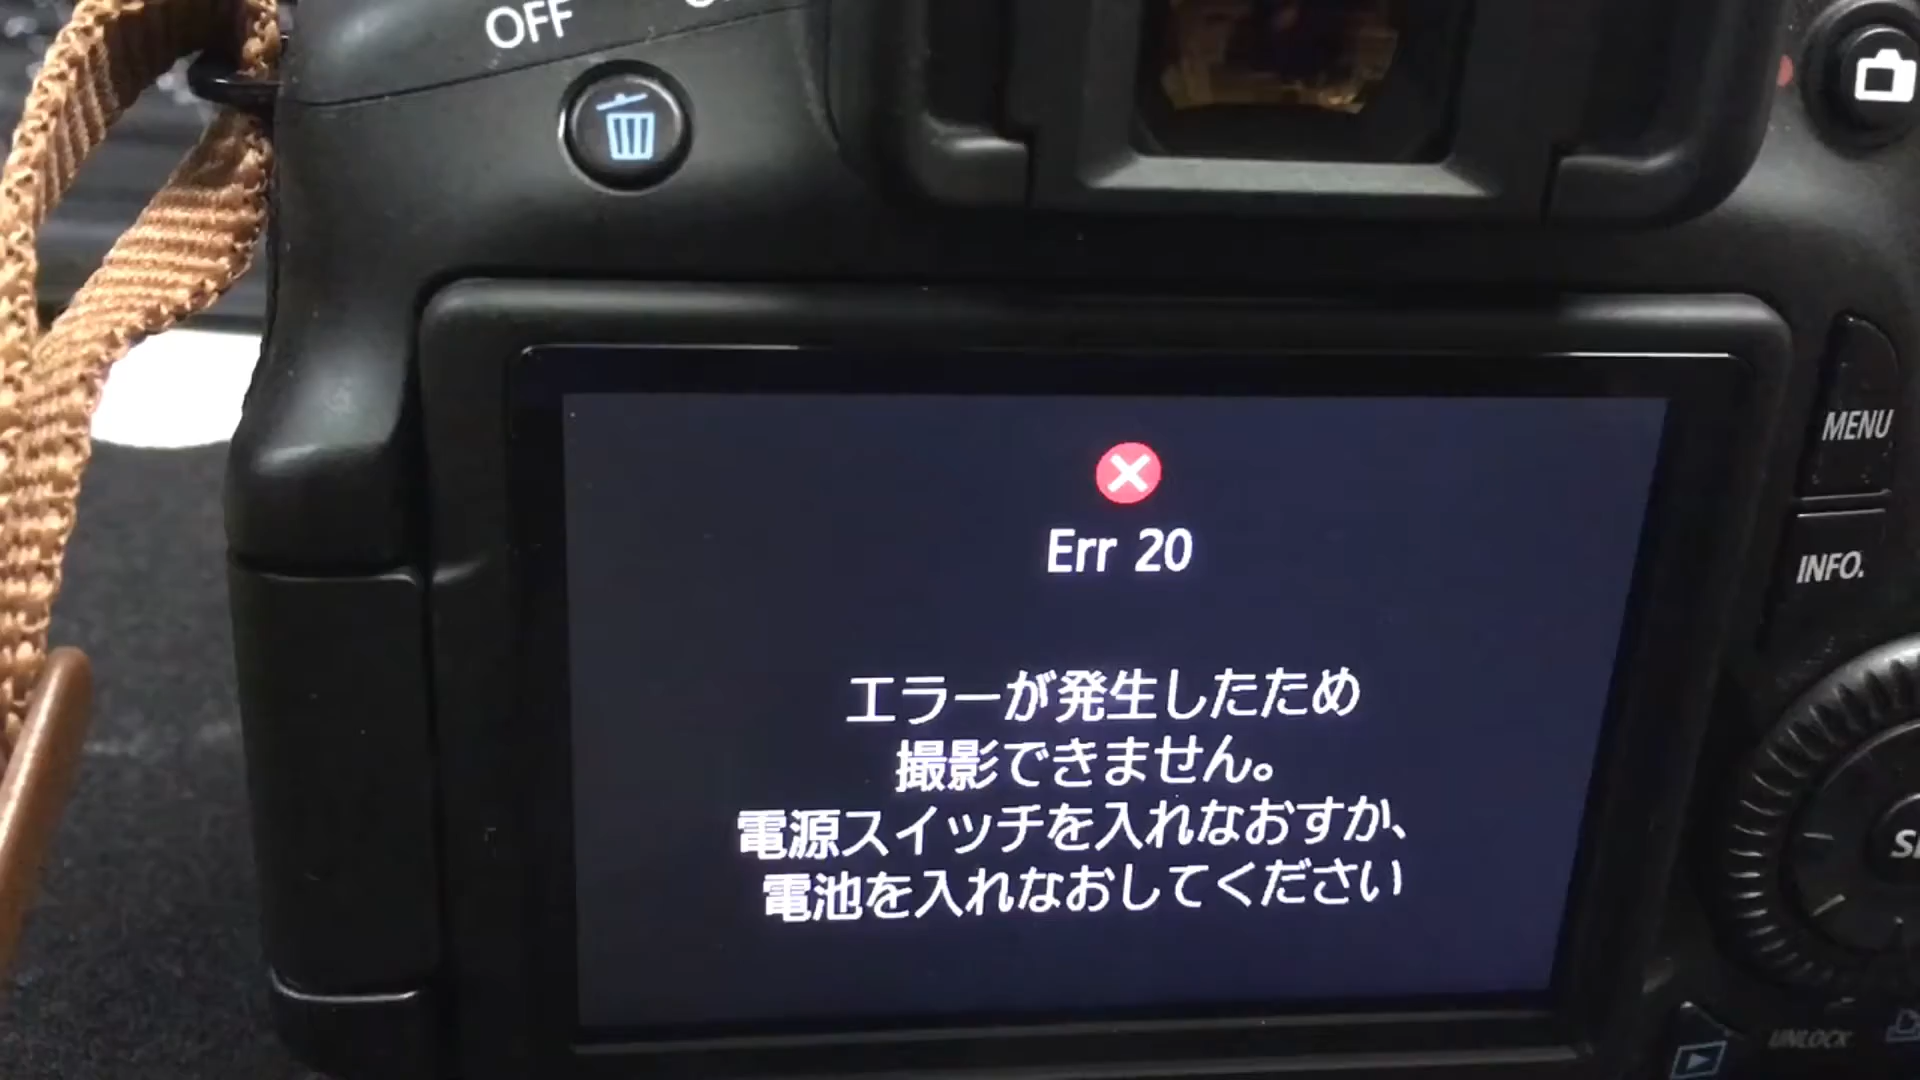 OFF
MENU
INFO.
Err 20
エラーが発生したため
撮影できません。
電源スイッチを入れなおすか、
電池を入れなおしてください
UNLOCK